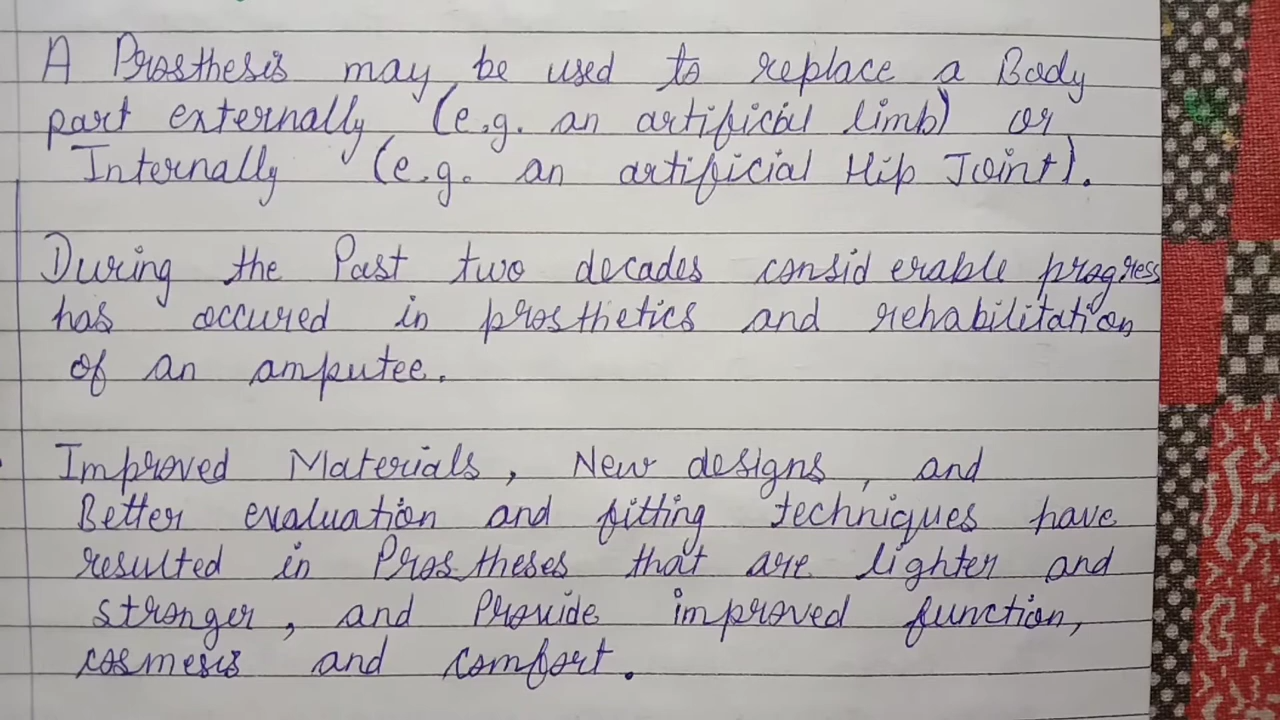 A Prosthesis may be used to replace a Body
part externally (e.g. an artificial limb) or
Internally (e.g. an artificial Hip Joint).
During the Past two decades consid erable progress
has occured in prosthetics and rehabilitation
of an amputee.
Improved Materials, New designs, and
Better evaluation and fitting techniques have
resulted in Prostheses that are lighter and
stronger, and Provide improved function,
cosmesis and comfort.